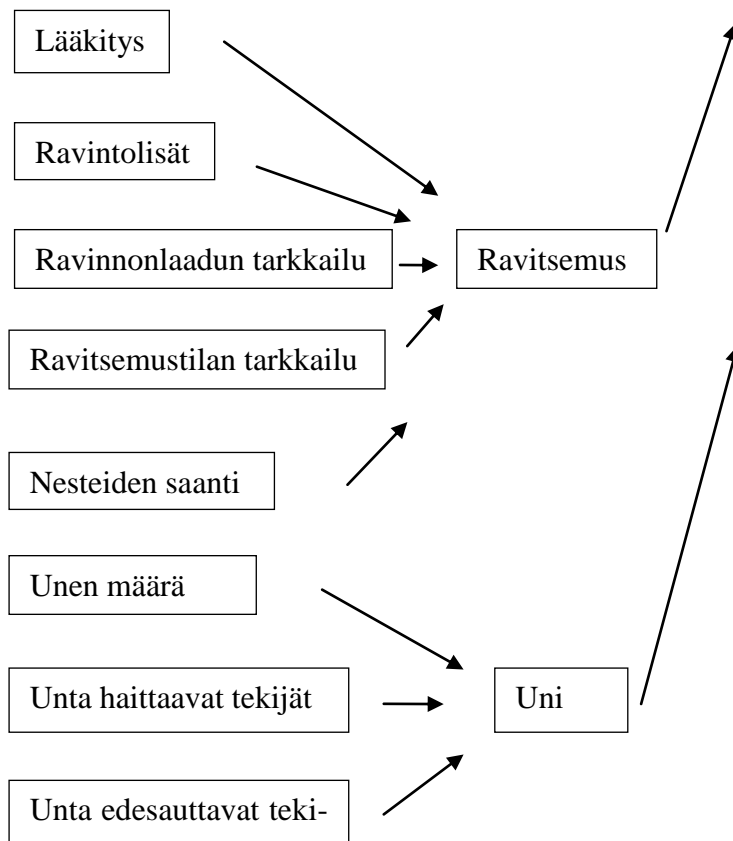 Lääkitys
Ravintolisät
Ravinnonlaadun tarkkailu
Ravitsemus
Ravitsemustilan tarkkailu
Nesteiden saanti
Unen määrä
Unta haittaavat tekijät
Uni
Unta edesauttavat teki-